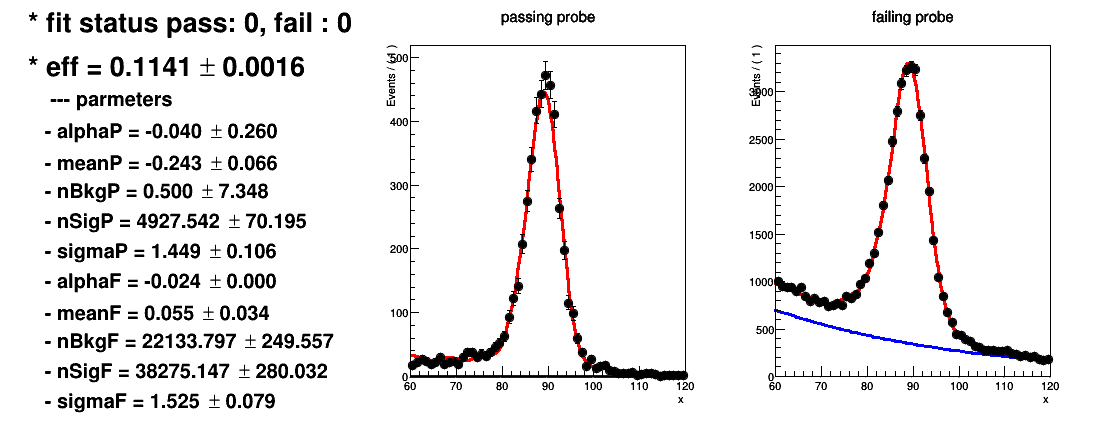 * fit status pass: 0, fail : 0
* eff = 0.1141 ± 0.0016
--- parmeters
- alphaP = -0.040 ± 0.260
- meanP = -0.243 ± 0.066
- nBkgP = 0.500 ± 7.348
- nSigP = 4927.542 ± 70.195
- sigmaP = 1.449 ± 0.106
- alphaF = -0.024 ± 0.000
- meanF = 0.055 ± 0.034
- nBkgF = 22133.797 ± 249.557
- nSigF = 38275.147 ± 280.032
- sigmaF = 1.525 ± 0.079
passing probe
Events / ( 1 )
500
400
300
200
100
0
60 70 80 90 100 110 120
x
failing probe
Events / ( 1 )
3000
2500
2000
1500
1000
500
0
60 70 80 90 100 110 120
x